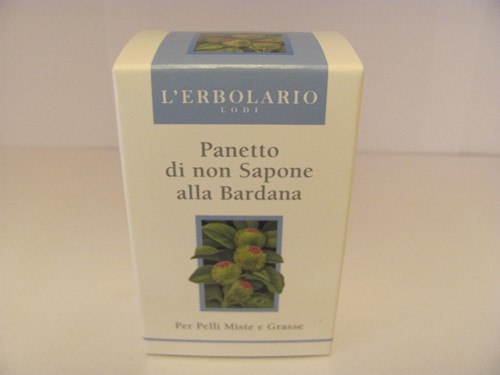 L'ERBOLARIO
LODI
Panetto
di non Sapone
alla Bardana
Per Pelli Miste e Grasse